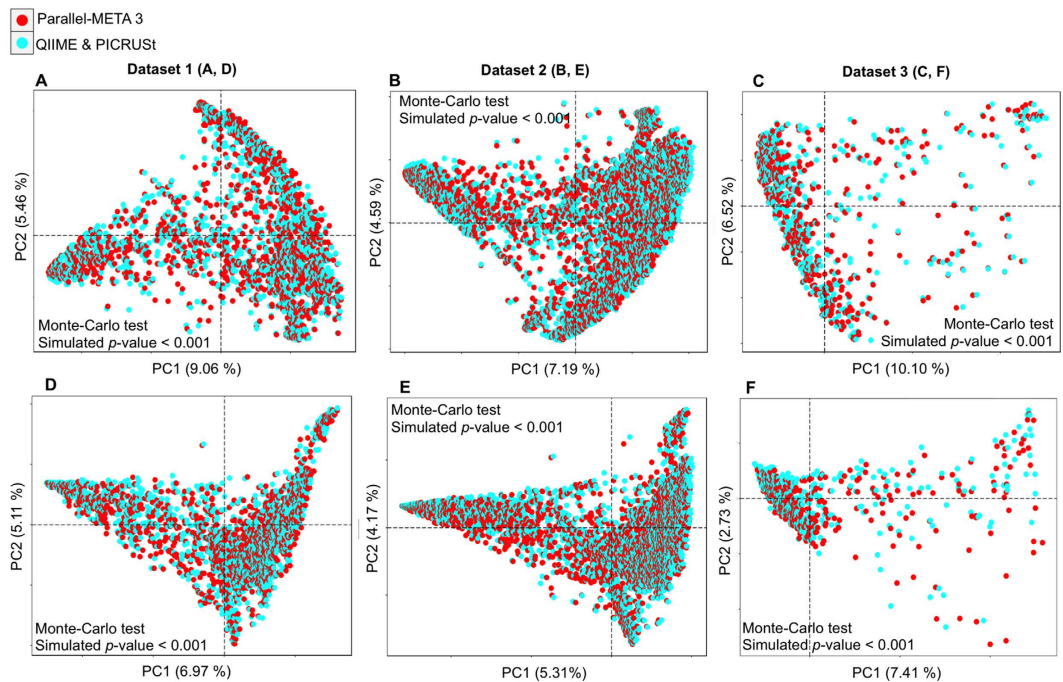 Parallel-META 3
QIIME & PICRUSt
Dataset 1 (A, D)
Dataset 2 (B, E)
Dataset 3 (C, F)
A
B
C
Monte-Carlo test
Simulated p-value < 0.001
Monte-Carlo test
Simulated p-value < 0.001
Monte-Carlo test
Simulated p-value < 0.001
PC2 (5.46 %)
PC2 (4.59 %)
PC2 (6.52 %)
PC1 (9.06 %)
PC1 (7.19 %)
PC1 (10.10 %)
D
E
F
Monte-Carlo test
Simulated p-value < 0.001
Monte-Carlo test
Simulated p-value < 0.001
Monte-Carlo test
Simulated p-value < 0.001
PC2 (5.11 %)
PC2 (4.17 %)
PC2 (2.73 %)
PC1 (6.97 %)
PC1 (5.31%)
PC1 (7.41 %)